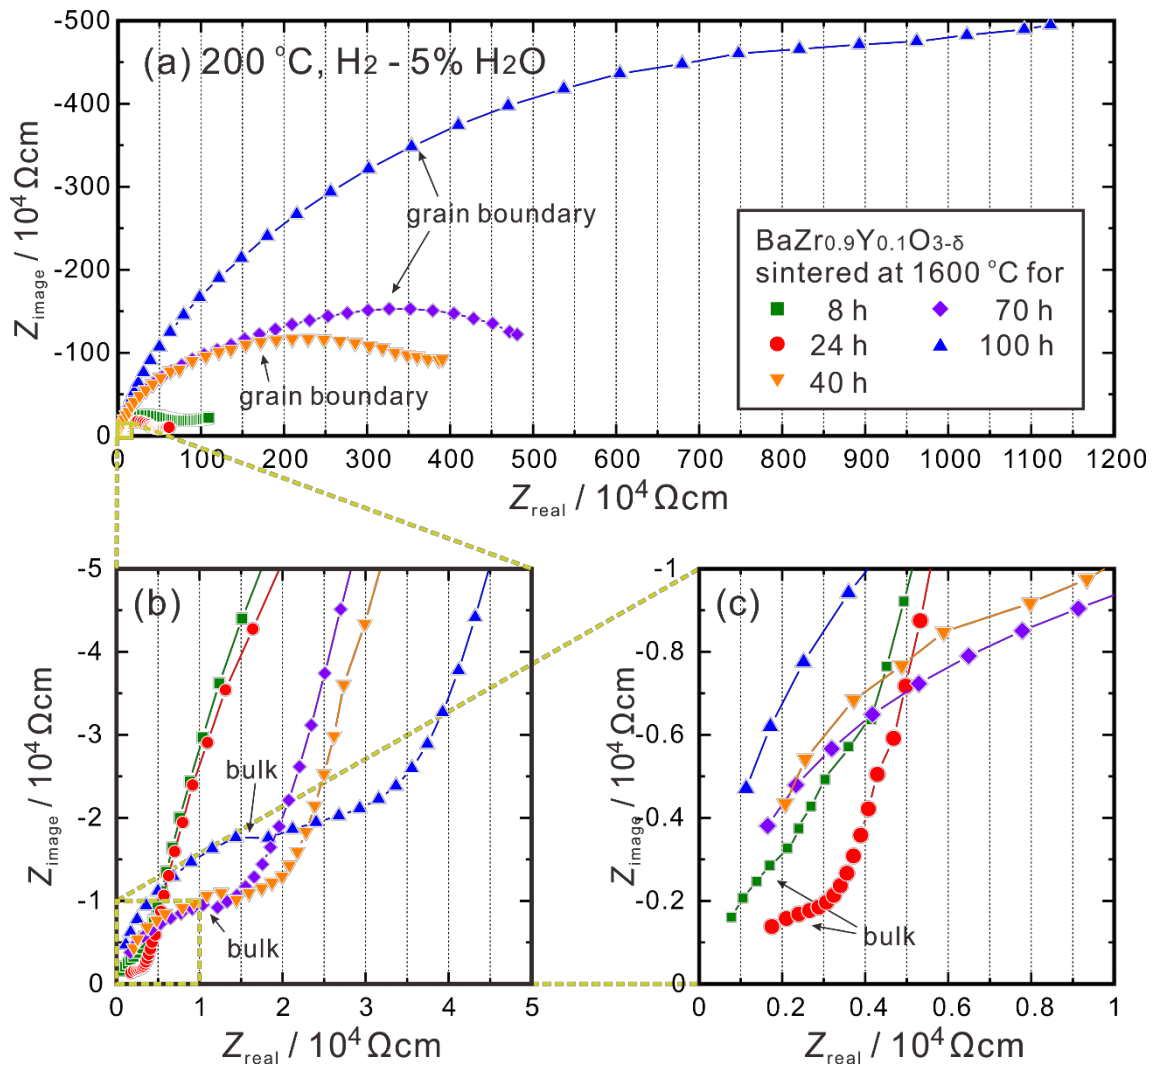 (a) 200 °C, H2 - 5% H2O
-500
-400
-300
-200
-100
0
Zimage / 10⁴ Ωcm
grain boundary
grain boundary
BaZr0.9Y0.1O3-δ
sintered at 1600 °C for
8 h
70 h
24 h
100 h
40 h
0 100 200 300 400 500 600 700 800 900 1000 1100 1200
Zreal / 10⁴ Ωcm
(b)
-5
-4
-3
-2
-1
0
Zimage / 10⁴ Ωcm
bulk
bulk
0 1 2 3 4 5
Zreal / 10⁴ Ωcm
(c)
-1
-0.8
-0.6
-0.4
-0.2
0
Zimage / 10⁴ Ωcm
bulk
0 0.2 0.4 0.6 0.8 1
Zreal / 10⁴ Ωcm